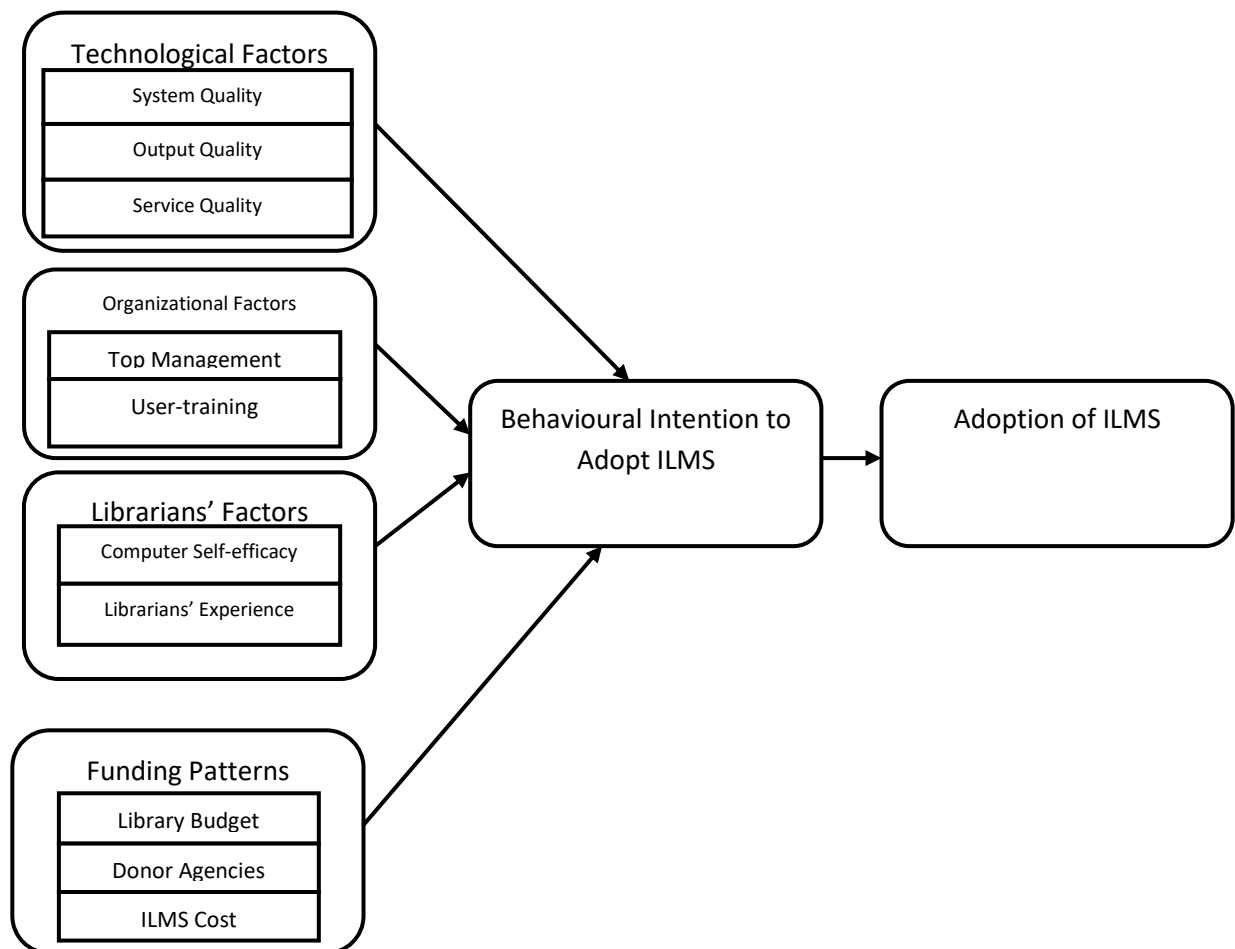 Technological Factors
System Quality
Output Quality
Service Quality
Organizational Factors
Top Management
User-training
Librarians’ Factors
Computer Self-efficacy
Librarians’ Experience
Funding Patterns
Library Budget
Donor Agencies
ILMS Cost
Behavioural Intention to
Adopt ILMS
Adoption of ILMS